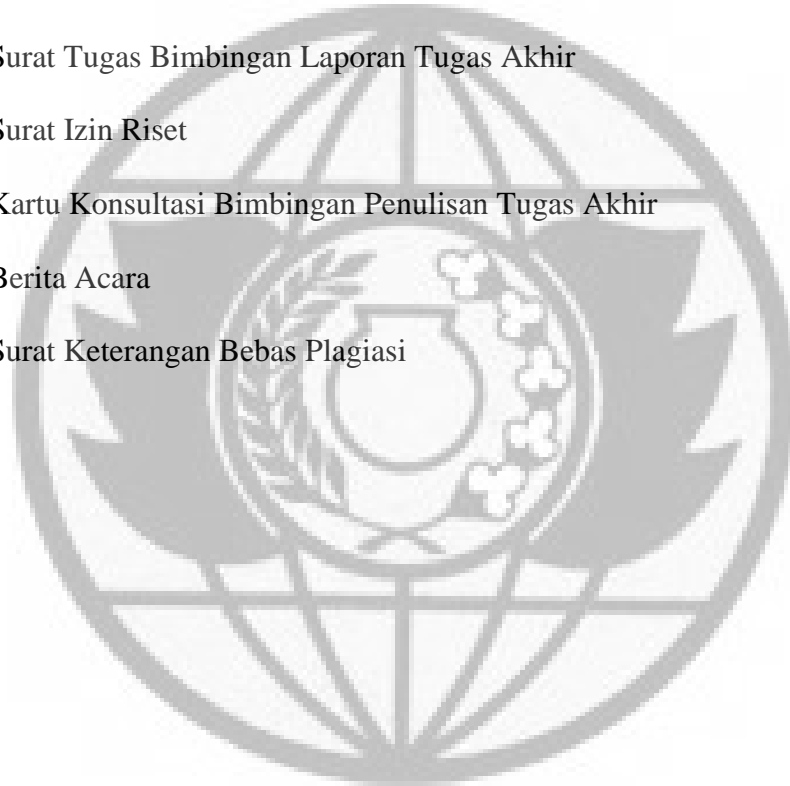 Surat Tugas Bimbingan Laporan Tugas Akhir
Surat Izin Riset
Kartu Konsultasi Bimbingan Penulisan Tugas Akhir
Berita Acara
Surat Keterangan Bebas Plagiasi